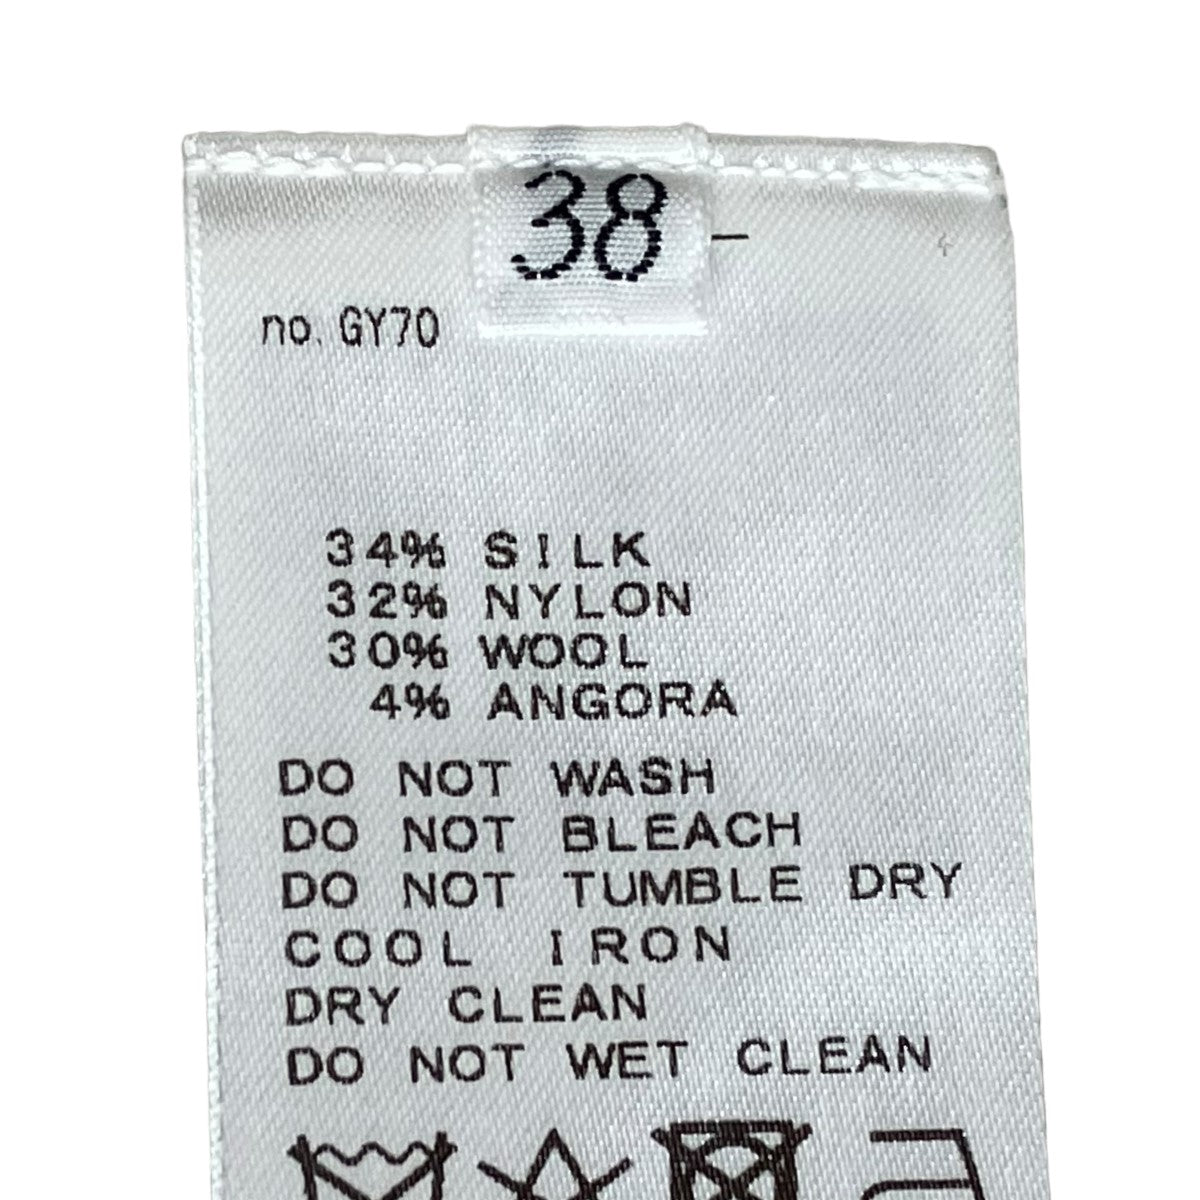 38
no. GY70
34% SILK
32% NYLON
30% WOOL
4% ANGORA
DO NOT WASH
DO NOT BLEACH
DO NOT TUMBLE DRY
COOL IRON
DRY CLEAN
DO NOT WET CLEAN